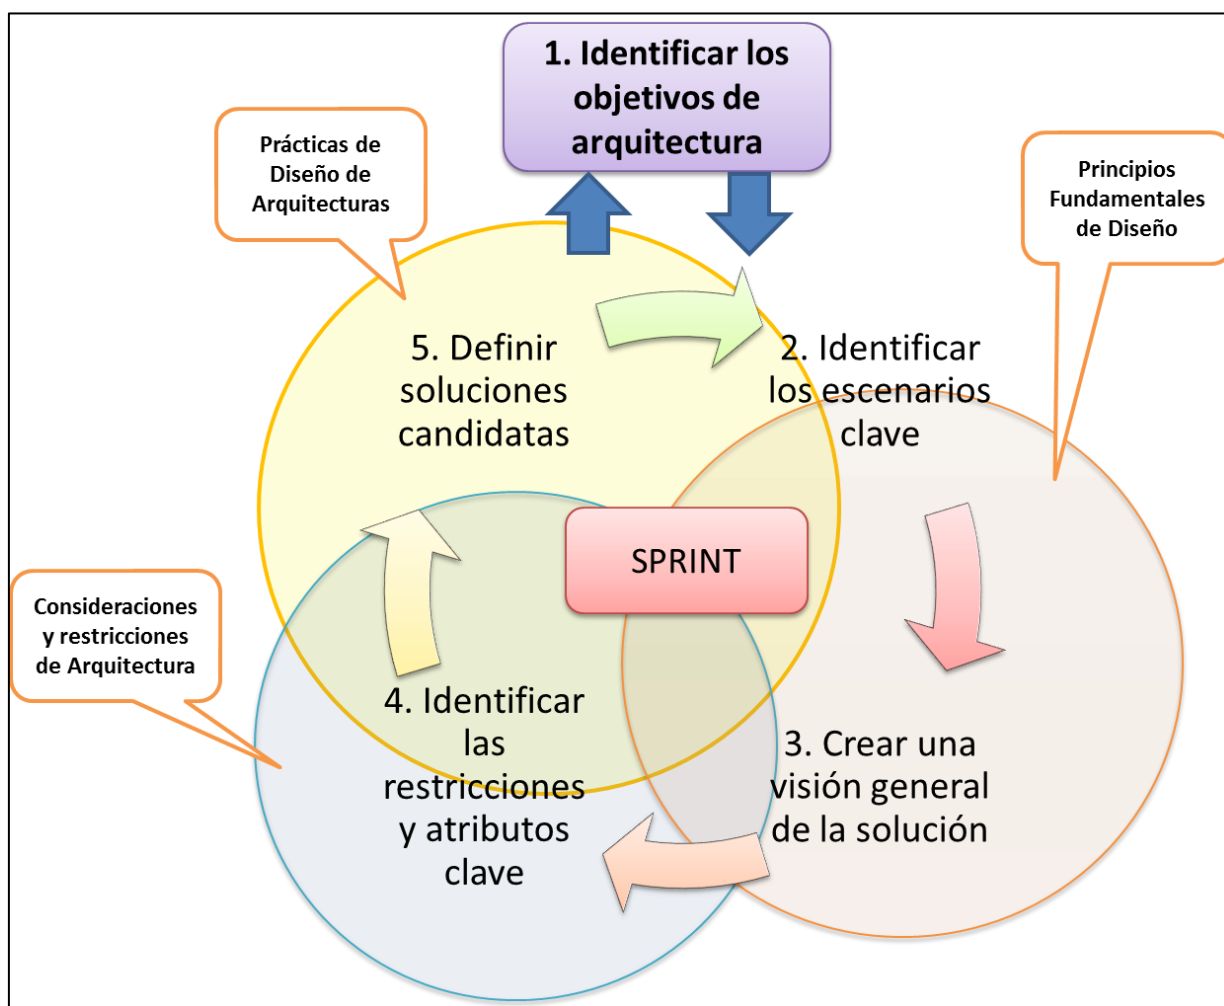 1. Identificar los
objetivos de
arquitectura
Prácticas de
Diseño de
Arquitecturas
Principios
Fundamentales
de Diseño
5. Definir
soluciones
candidatas
2. Identificar
los escenarios
clave
SPRINT
Consideraciones
y restricciones
de Arquitectura
4. Identificar
las
restricciones
y atributos
clave
3. Crear una
visión general
de la solución